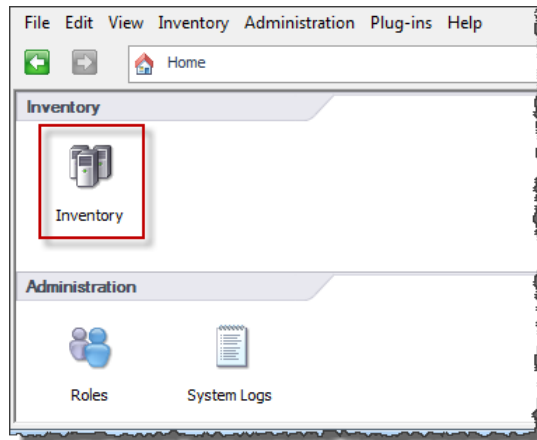 File Edit View Inventory Administration Plug-ins Help
Home
Inventory
Inventory
Administration
Roles System Logs